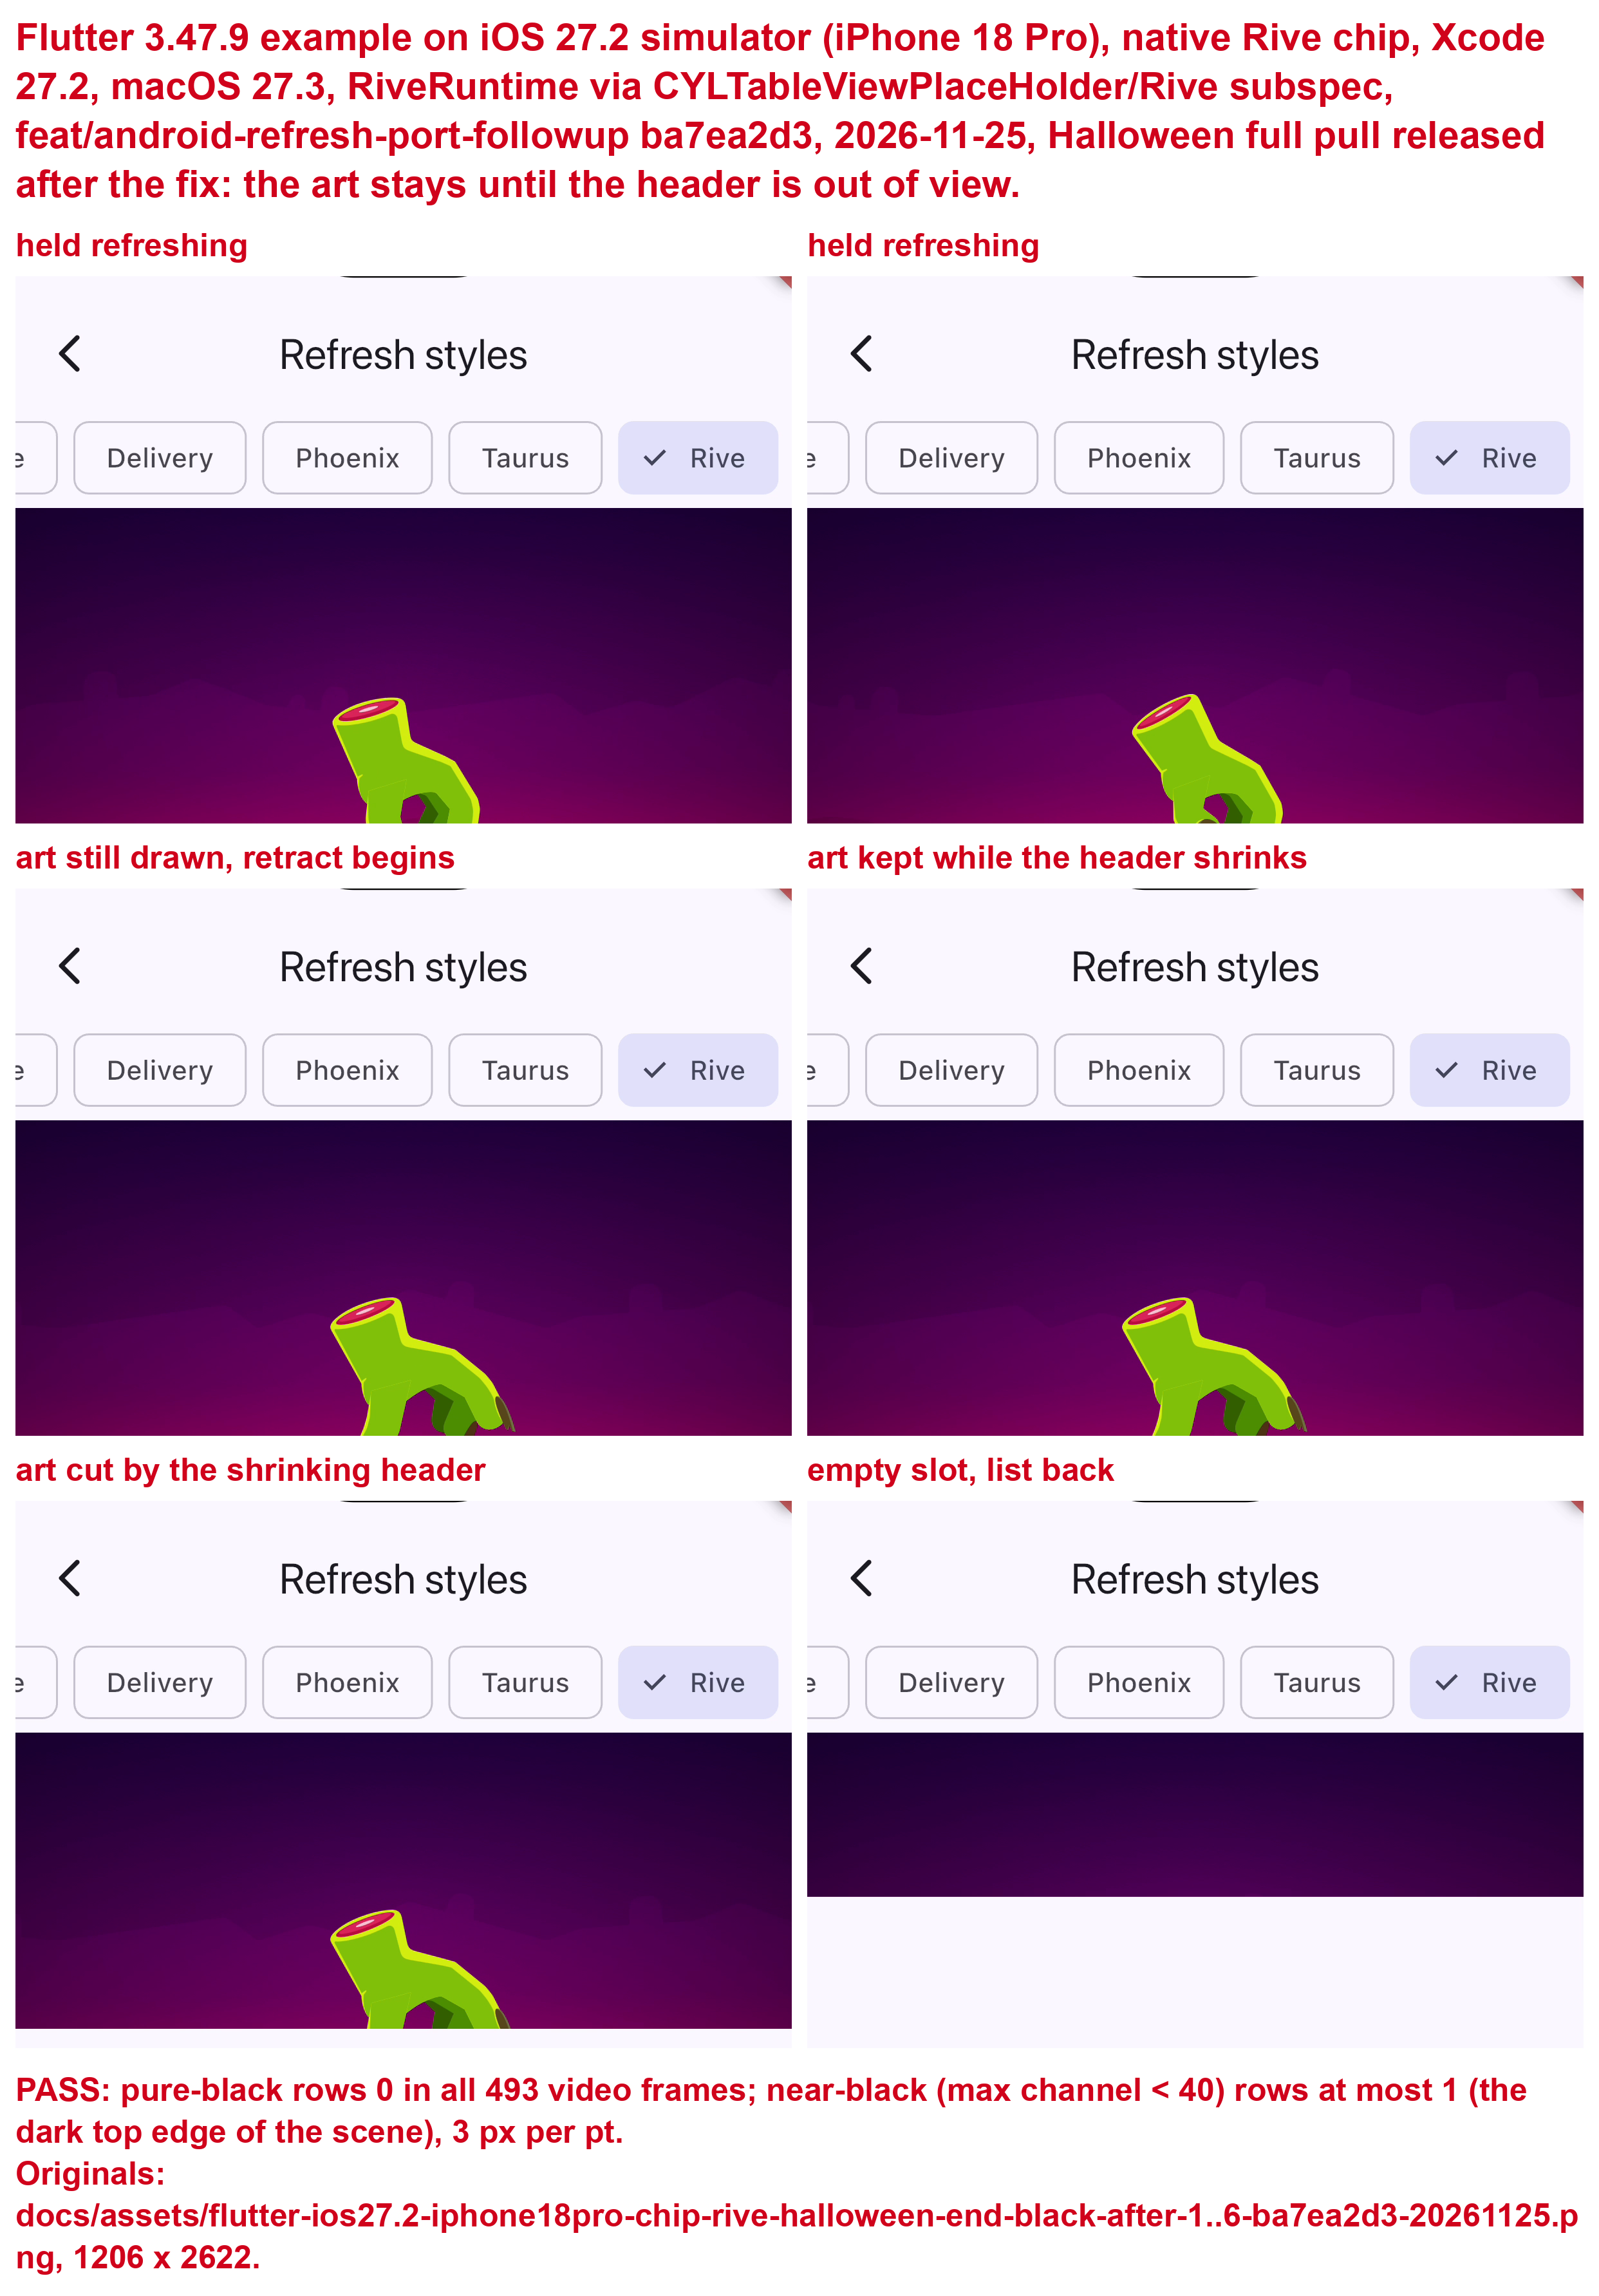 Flutter 3.47.9 example on iOS 27.2 simulator (iPhone 18 Pro), native Rive chip, Xcode
27.2, macOS 27.3, RiveRuntime via CYLTableViewPlaceHolder/Rive subspec,
feat/android-refresh-port-followup ba7ea2d3, 2026-11-25, Halloween full pull released
after the fix: the art stays until the header is out of view.
held refreshing
Refresh styles
e Delivery Phoenix Taurus Rive
held refreshing
Refresh styles
e Delivery Phoenix Taurus Rive
art still drawn, retract begins
Refresh styles
e Delivery Phoenix Taurus Rive
art kept while the header shrinks
Refresh styles
e Delivery Phoenix Taurus Rive
art cut by the shrinking header
Refresh styles
e Delivery Phoenix Taurus Rive
empty slot, list back
Refresh styles
e Delivery Phoenix Taurus Rive
PASS: pure-black rows 0 in all 493 video frames; near-black (max channel < 40) rows at most 1 (the
dark top edge of the scene), 3 px per pt.
Originals:
docs/assets/flutter-ios27.2-iphone18pro-chip-rive-halloween-end-black-after-1..6-ba7ea2d3-20261125.p
ng, 1206 x 2622.